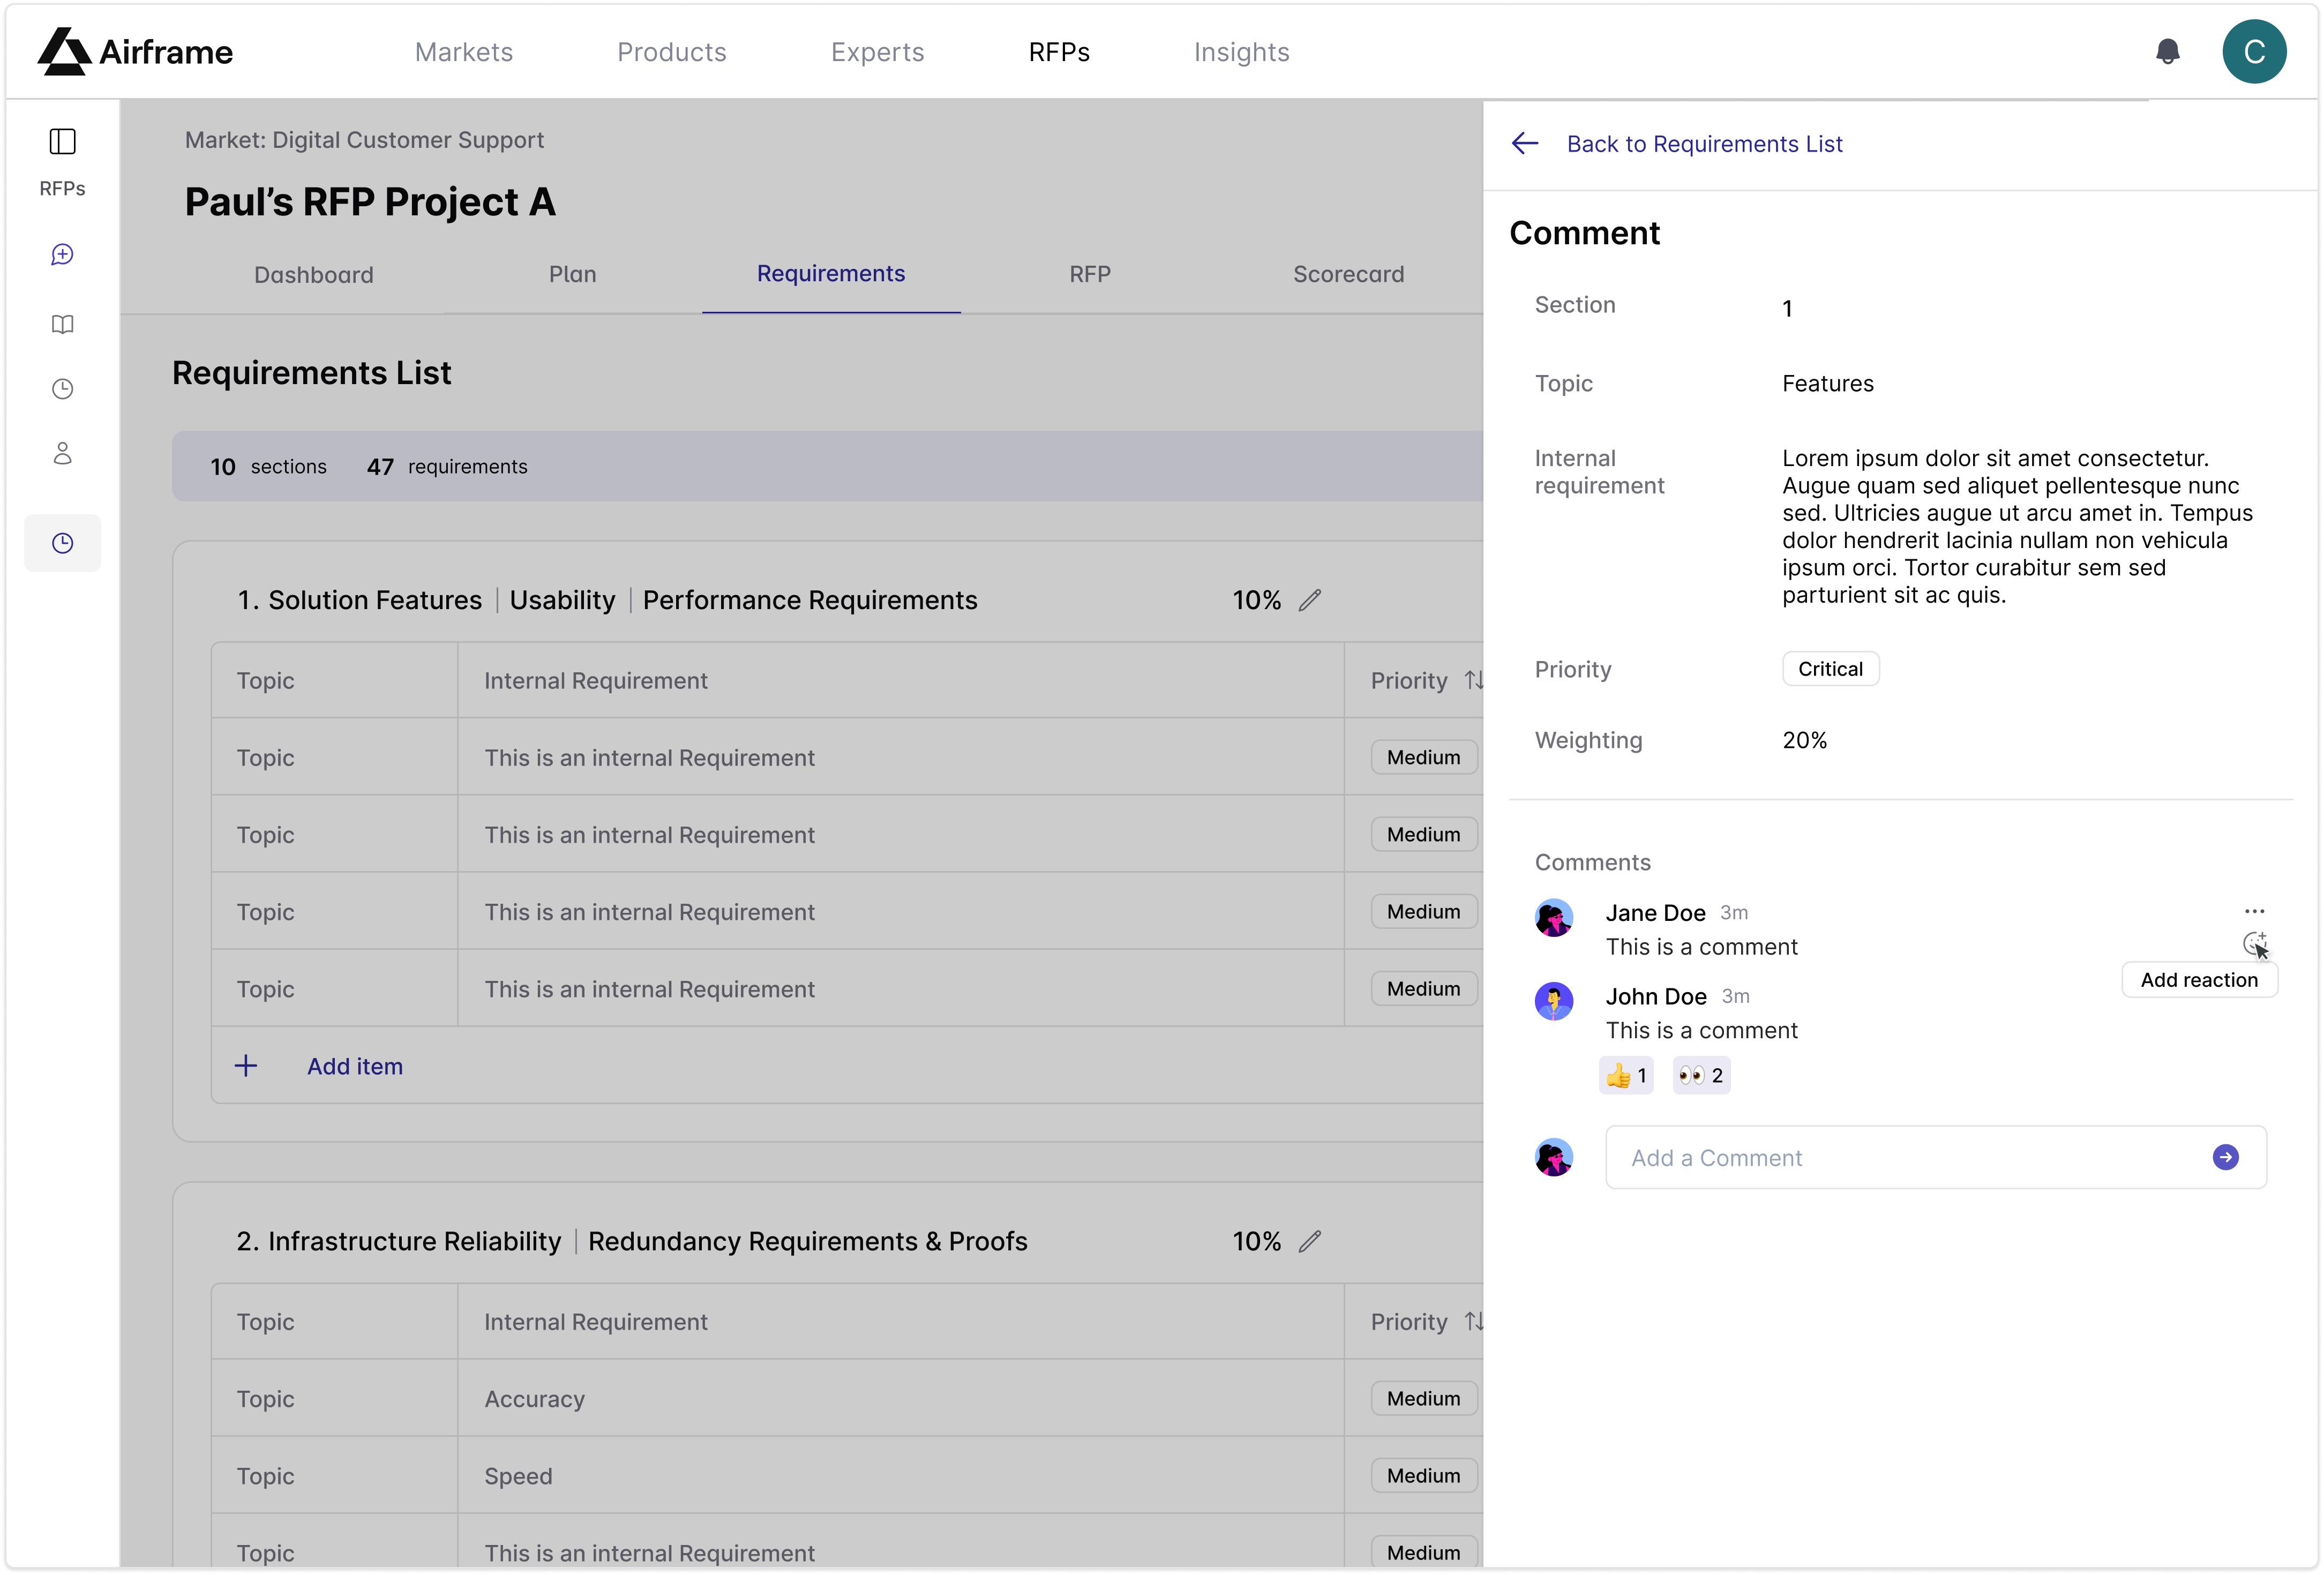 Airframe
Markets
Products
Experts
RFPs
Insights
C
RFPs
Market: Digital Customer Support
Paul’s RFP Project A
Dashboard
Plan
Requirements
RFP
Scorecard
Requirements List
10 sections 47 requirements
1. Solution Features | Usability | Performance Requirements 10%
Topic Internal Requirement Priority
Topic This is an internal Requirement Medium
Topic This is an internal Requirement Medium
Topic This is an internal Requirement Medium
Topic This is an internal Requirement Medium
Add item
2. Infrastructure Reliability | Redundancy Requirements & Proofs 10%
Topic Internal Requirement Priority
Topic Accuracy Medium
Topic Speed Medium
Topic This is an internal Requirement Medium
Back to Requirements List
Comment
Section 1
Topic Features
Internal
requirement
Lorem ipsum dolor sit amet consectetur.
Augue quam sed aliquet pellentesque nunc
sed. Ultricies augue ut arcu amet in. Tempus
dolor hendrerit lacinia nullam non vehicula
ipsum orci. Tortor curabitur sem sed
parturient sit ac quis.
Priority Critical
Weighting 20%
Comments
Jane Doe 3m
This is a comment
Add reaction
John Doe 3m
This is a comment
👍 1 👀 2
Add a Comment